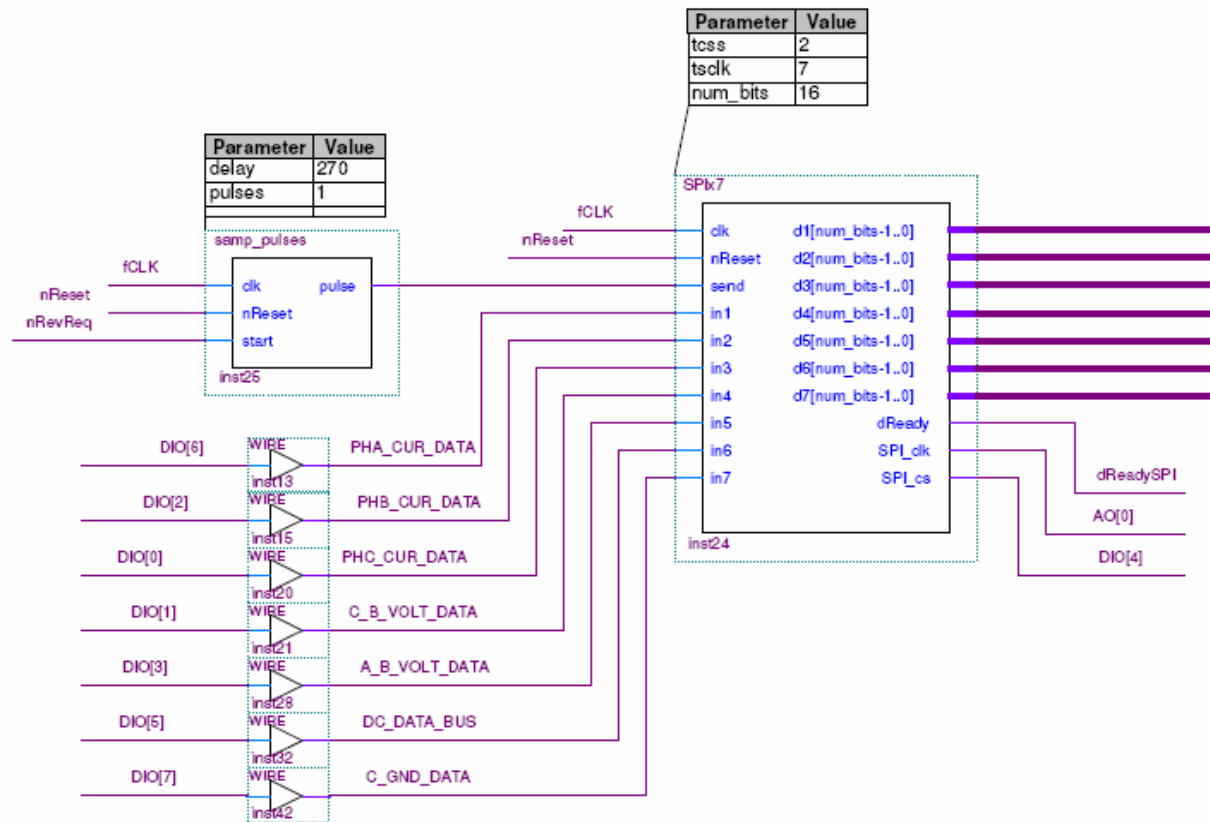 Parameter Value
tcss 2
tsclk 7
num_bits 16
Parameter Value
delay 270
pulses 1
samp_pulses
fCLK
nReset
nRevReq
clk pulse
nReset
start
inst25
SPIx7
fCLK
nReset
clk d1[num_bits-1..0]
nReset d2[num_bits-1..0]
send d3[num_bits-1..0]
in1 d4[num_bits-1..0]
in2 d5[num_bits-1..0]
in3 d6[num_bits-1..0]
in4 d7[num_bits-1..0]
in5 dReady
in6 SPI_clk
in7 SPI_cs
inst24
dReadySPI
AO[0]
DIO[4]
DIO[6] WIRE PHA_CUR_DATA
inst13
DIO[2] WIRE PHB_CUR_DATA
inst15
DIO[0] WIRE PHC_CUR_DATA
inst20
DIO[1] WIRE C_B_VOLT_DATA
inst21
DIO[3] WIRE A_B_VOLT_DATA
inst28
DIO[5] WIRE DC_DATA_BUS
inst32
DIO[7] WIRE C_GND_DATA
inst42